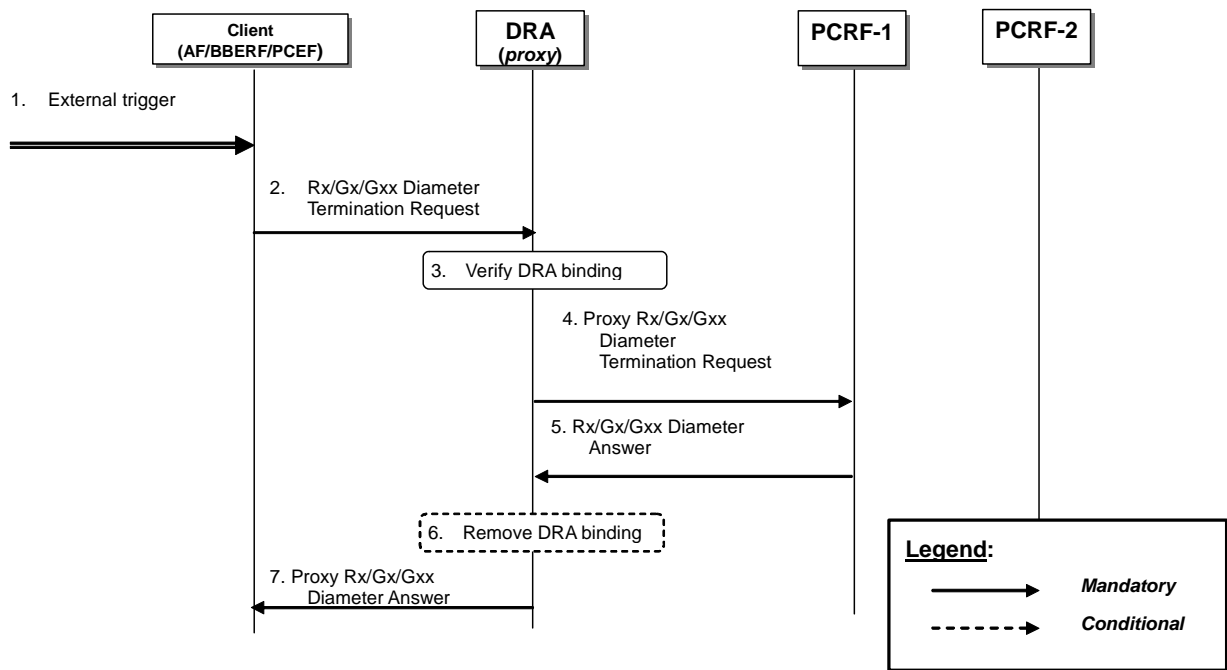 Client
(AF/BBERF/PCEF)
DRA
(proxy)
PCRF-1
PCRF-2
1. External trigger
2. Rx/Gx/Gxx Diameter
Termination Request
3. Verify DRA binding
4. Proxy Rx/Gx/Gxx
Diameter
Termination Request
5. Rx/Gx/Gxx Diameter
Answer
6. Remove DRA binding
7. Proxy Rx/Gx/Gxx
Diameter Answer
Legend:
Mandatory
Conditional